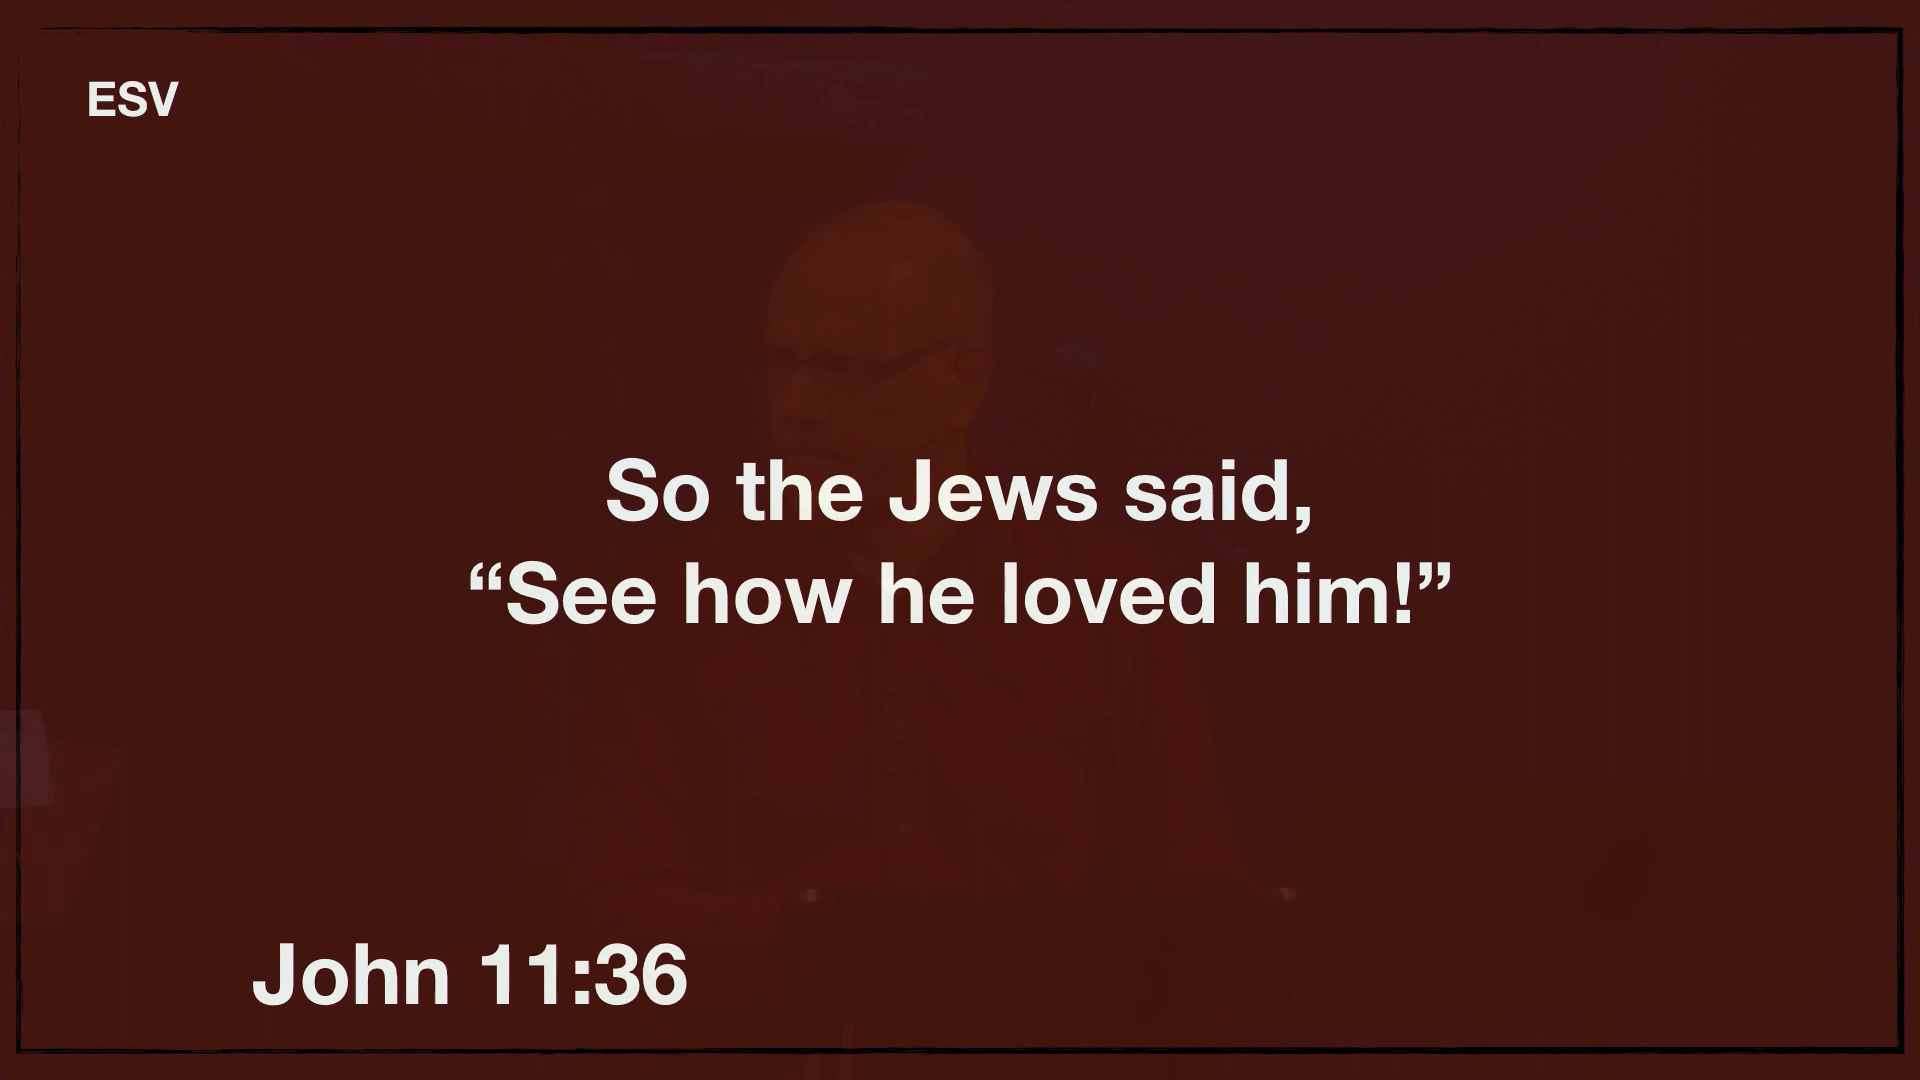 ESV
So the Jews said,
“See how he loved him!”
John 11:36